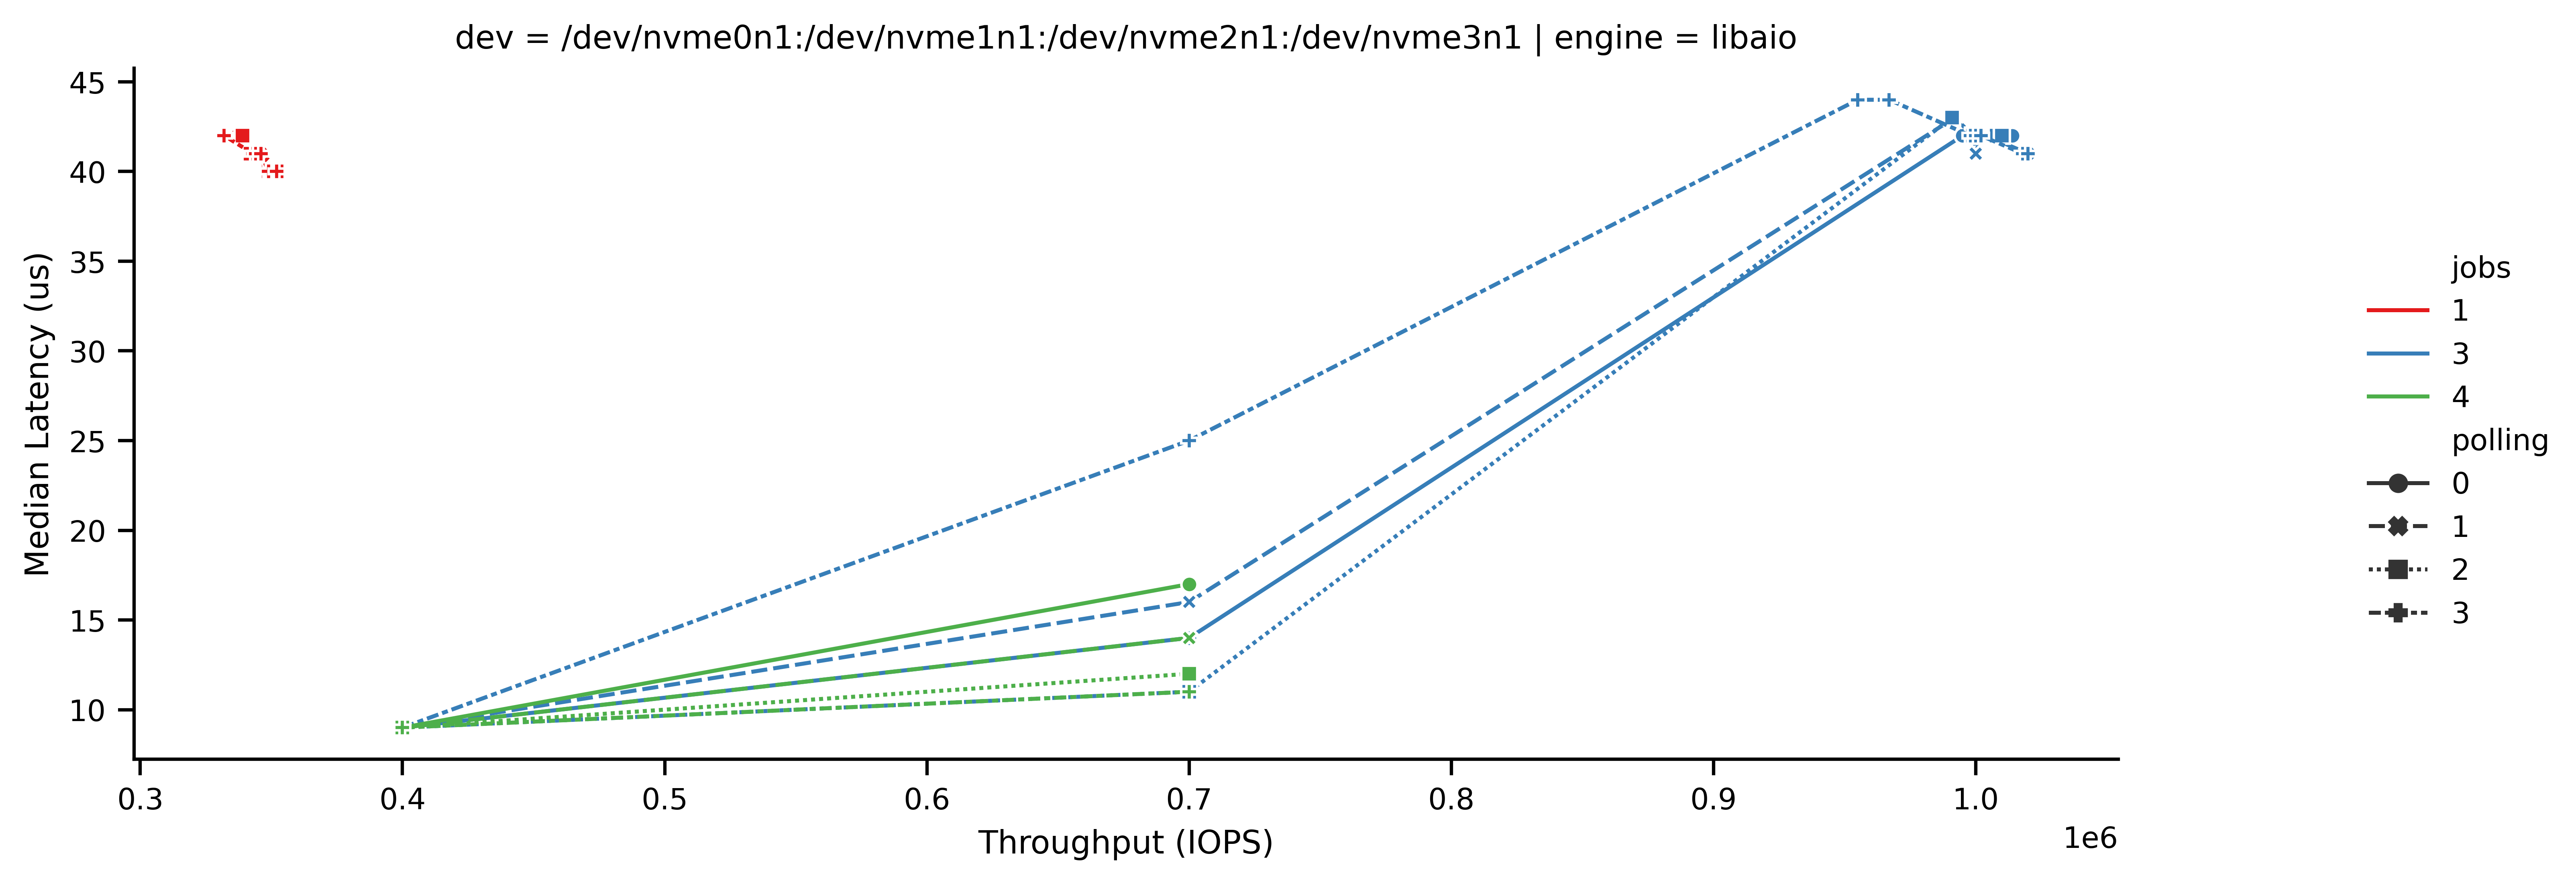 dev = /dev/nvme0n1:/dev/nvme1n1:/dev/nvme2n1:/dev/nvme3n1 | engine = libaio
45
40
35
30
25
20
15
10
Median Latency (us)
0.3 0.4 0.5 0.6 0.7 0.8 0.9 1.0
1e6
Throughput (IOPS)
jobs
1
3
4
polling
0
1
2
3